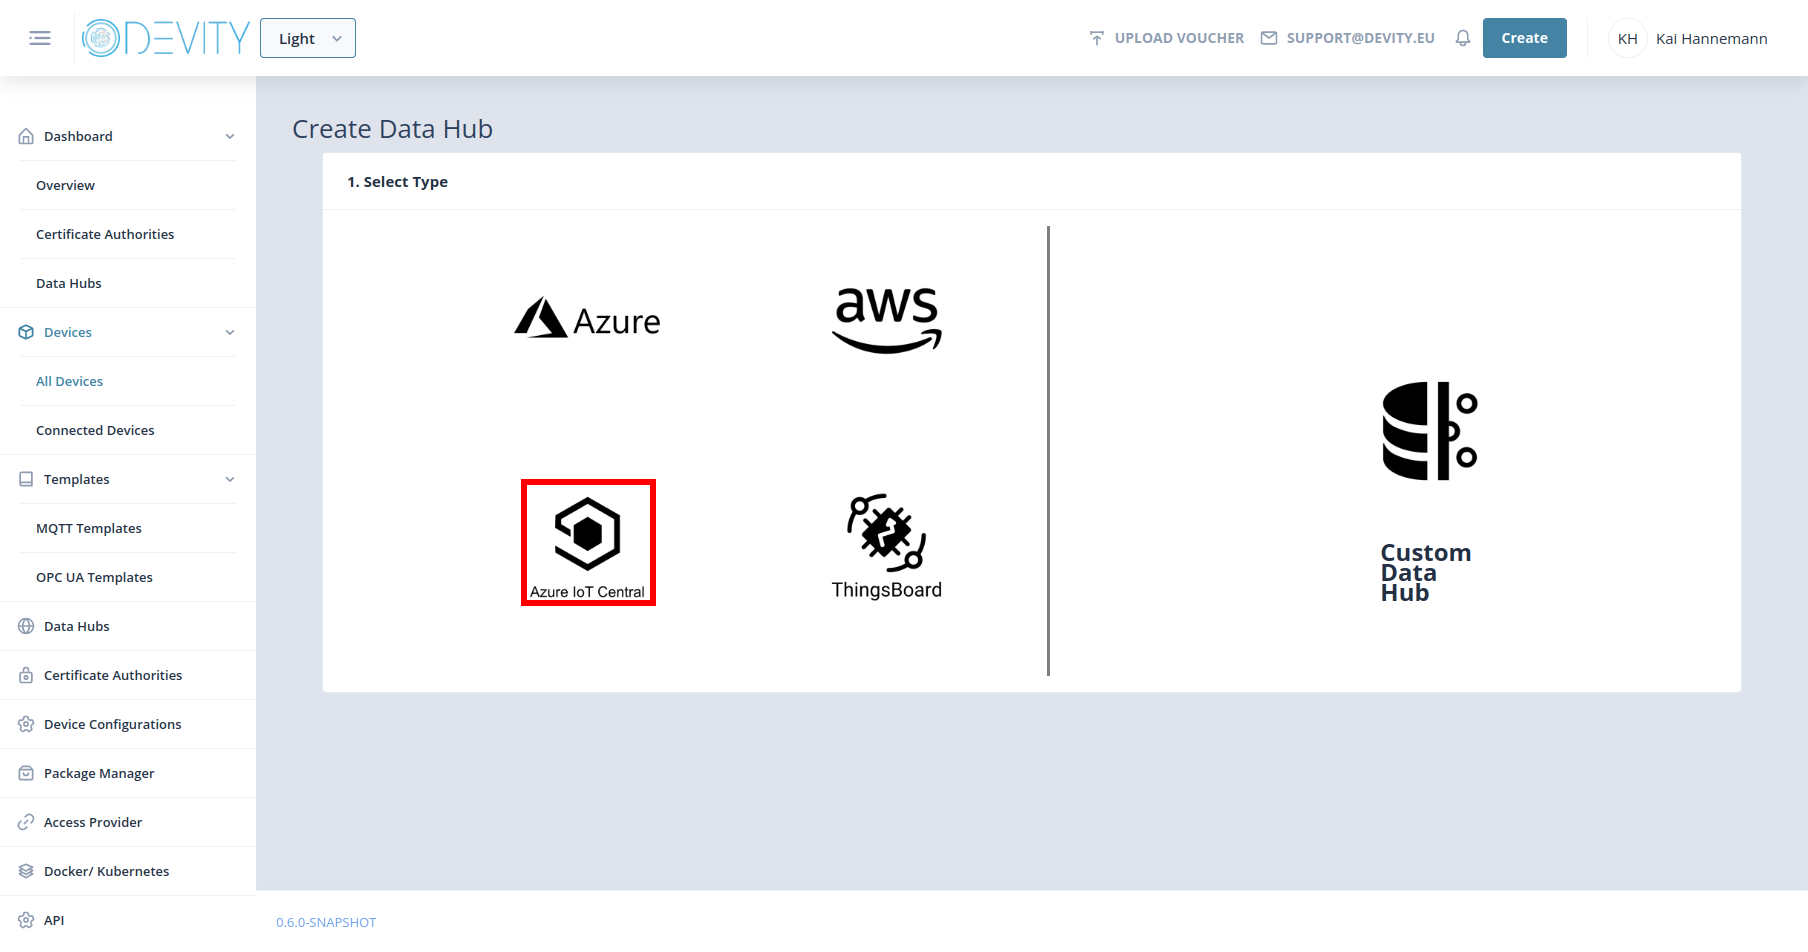 DEVITY
Light
UPLOAD VOUCHER
SUPPORT@DEVITY.EU
Create
KH
Kai Hannemann
Dashboard
Overview
Certificate Authorities
Data Hubs
Devices
All Devices
Connected Devices
Templates
MQTT Templates
OPC UA Templates
Data Hubs
Certificate Authorities
Device Configurations
Package Manager
Access Provider
Docker/ Kubernetes
API
Create Data Hub
1. Select Type
Azure
aws
Azure IoT Central
ThingsBoard
Custom
Data
Hub
0.6.0-SNAPSHOT